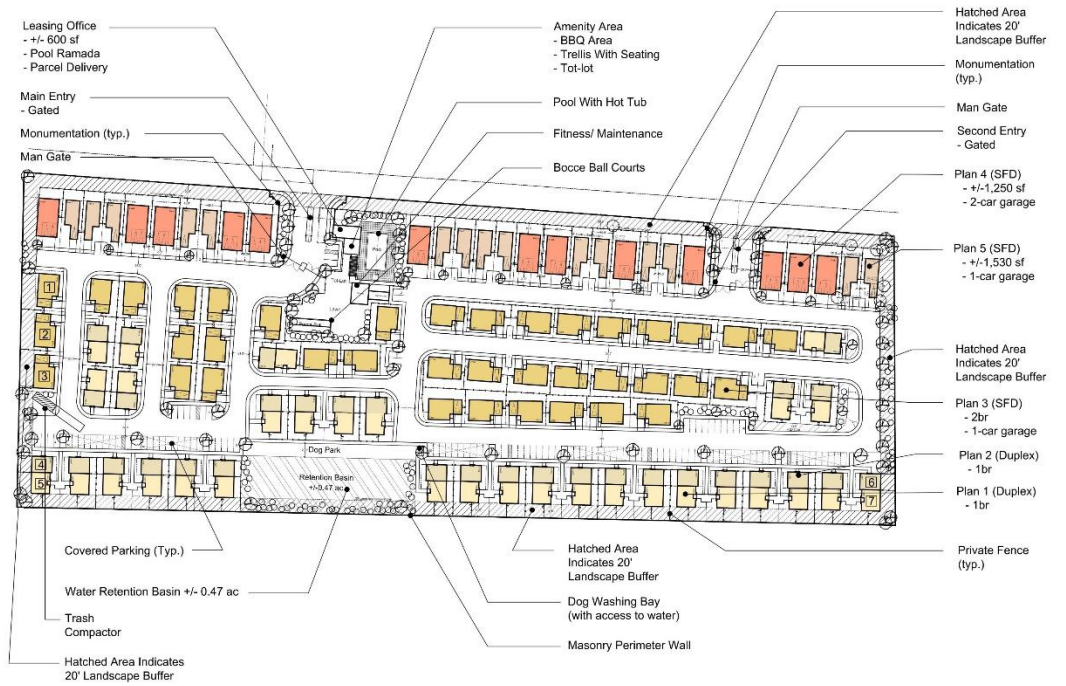 Leasing Office
- +/- 600 sf
- Pool Ramada
- Parcel Delivery
Main Entry
- Gated
Monumentation (typ.)
Man Gate
Amenity Area
- BBQ Area
- Trellis With Seating
- Tot-lot
Pool With Hot Tub
Fitness/ Maintenance
Bocce Ball Courts
Hatched Area
Indicates 20'
Landscape Buffer
Monumentation
(typ.)
Man Gate
Second Entry
- Gated
Plan 4 (SFD)
- +/-1,250 sf
- 2-car garage
Plan 5 (SFD)
- +/-1,530 sf
- 1-car garage
Hatched Area
Indicates 20'
Landscape Buffer
Plan 3 (SFD)
- 2br
- 1-car garage
Plan 2 (Duplex)
- 1br
Plan 1 (Duplex)
- 1br
Private Fence
(typ.)
1
2
3
4
5
6
7
Dog Park
Retention Basin
+/-0.47 ac
Covered Parking (Typ.)
Water Retention Basin +/- 0.47 ac
Trash
Compactor
Hatched Area Indicates
20' Landscape Buffer
Hatched Area
Indicates 20'
Landscape Buffer
Dog Washing Bay
(with access to water)
Masonry Perimeter Wall